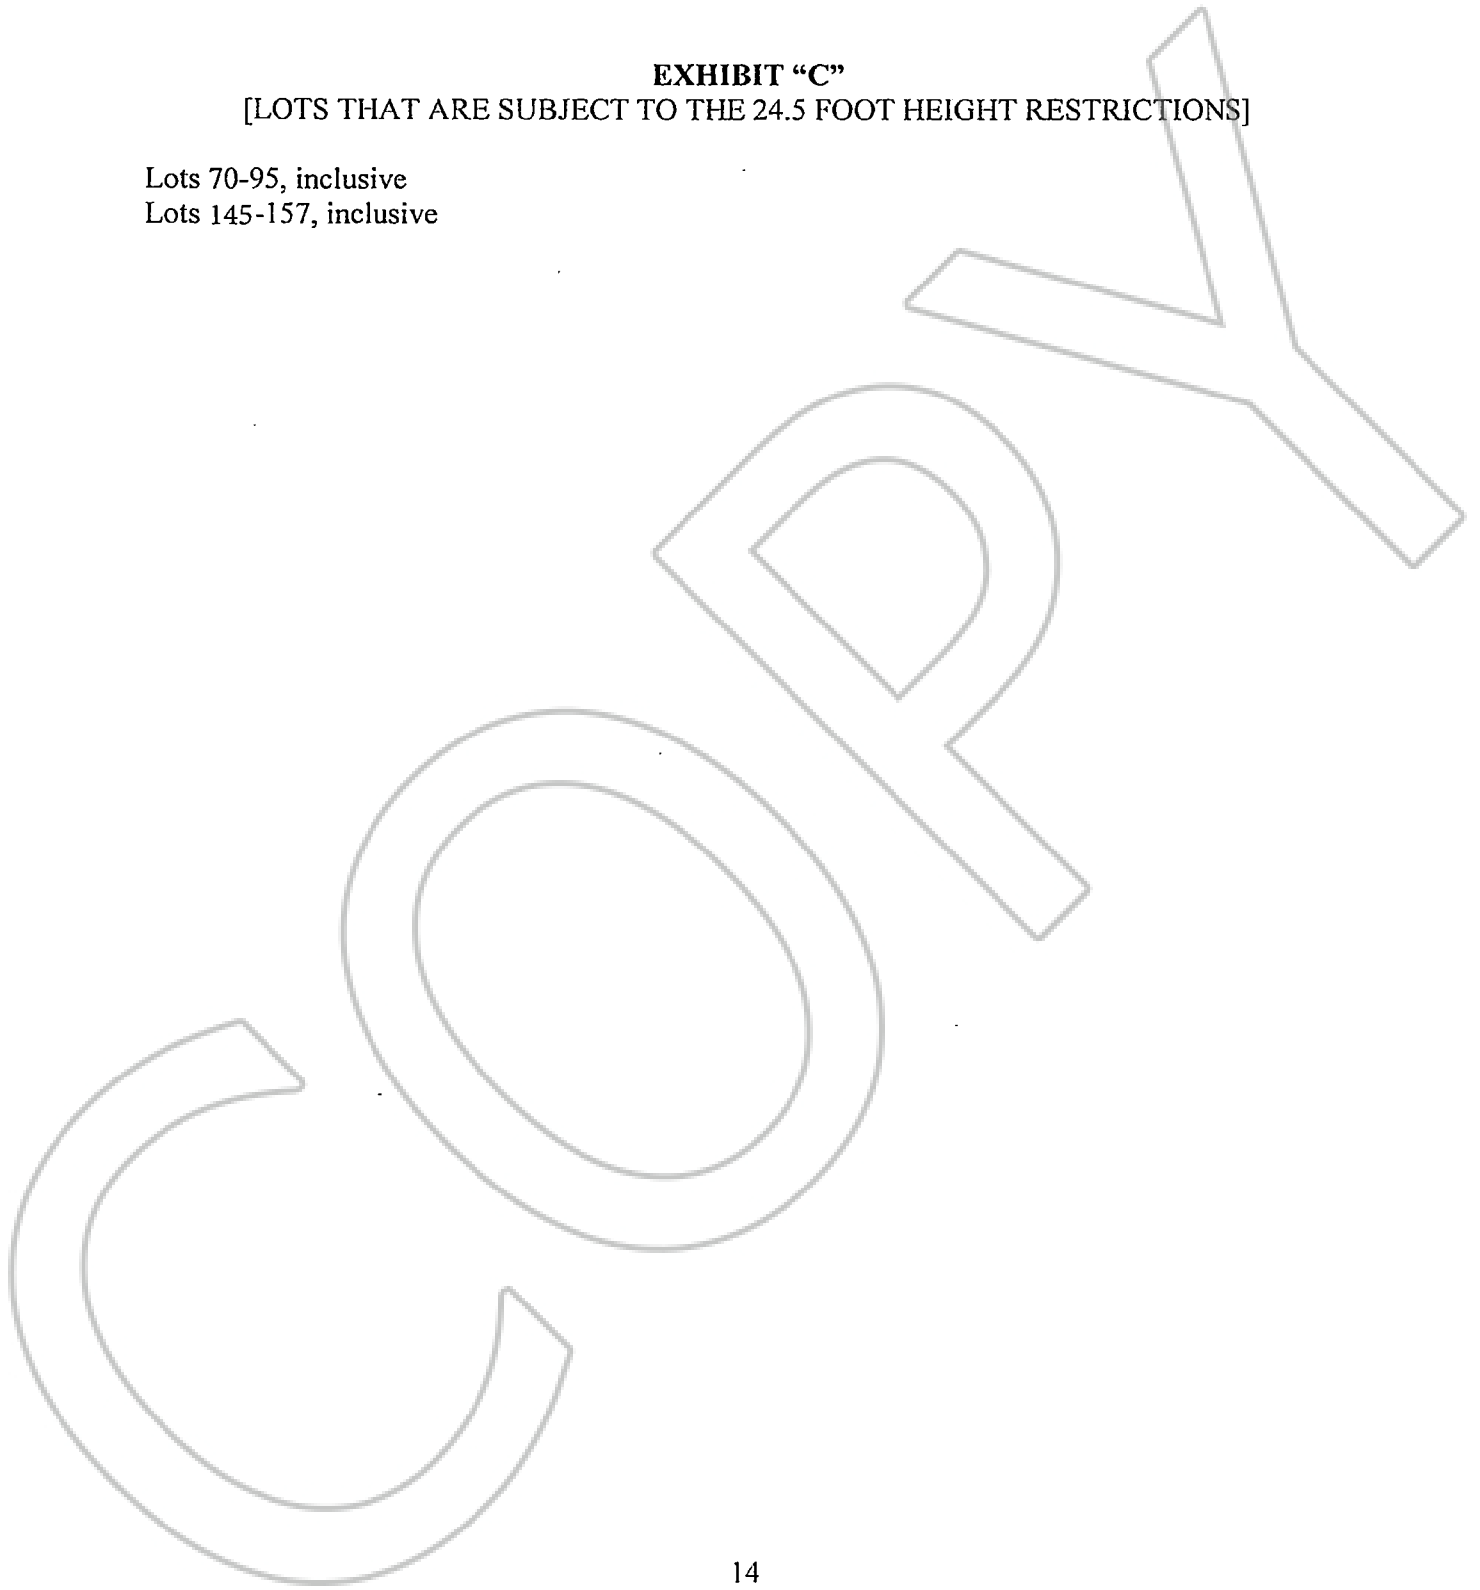 EXHIBIT “C”
[LOTS THAT ARE SUBJECT TO THE 24.5 FOOT HEIGHT RESTRICTIONS]
Lots 70-95, inclusive
Lots 145-157, inclusive
COPY
14